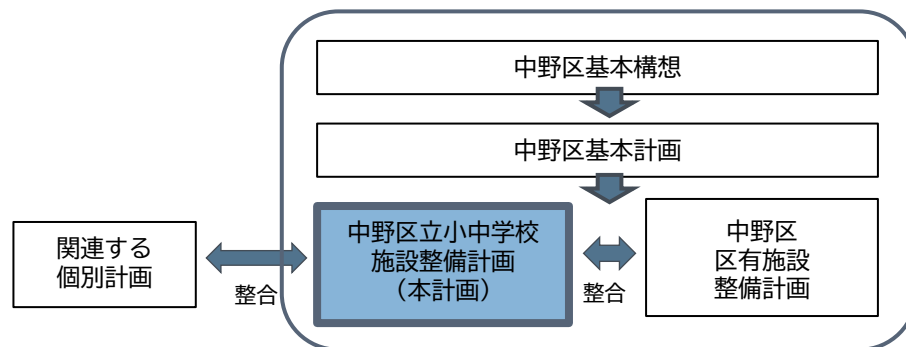 中野区基本構想
中野区基本計画
関連する
個別計画
整合
中野区立小中学校
施設整備計画
（本計画）
整合
中野区
区有施設
整備計画